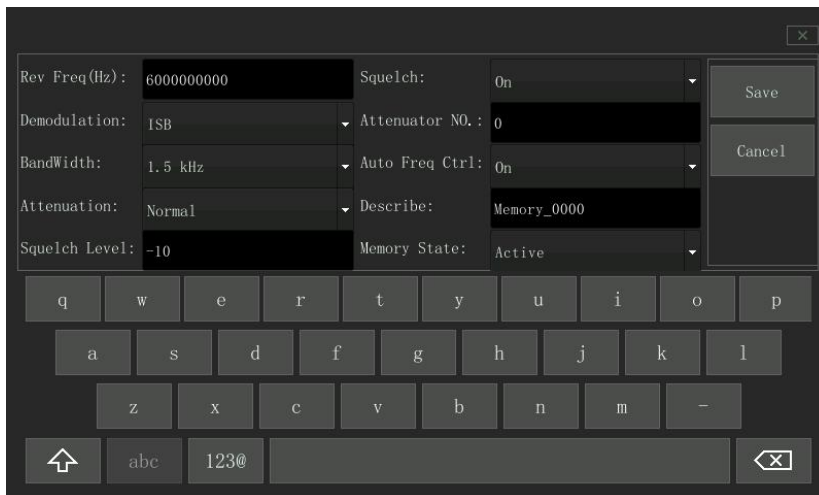 Rev Freq(Hz): 6000000000 Squelch: On Save
Demodulation: ISB Attenuator NO.: 0
BandWidth: 1.5 kHz Auto Freq Ctrl: On Cancel
Attenuation: Normal Describe: Memory_0000
Squelch Level: -10 Memory State: Active
q w e r t y u i o p
a s d f g h j k l
z x c v b n m -
abc 123@